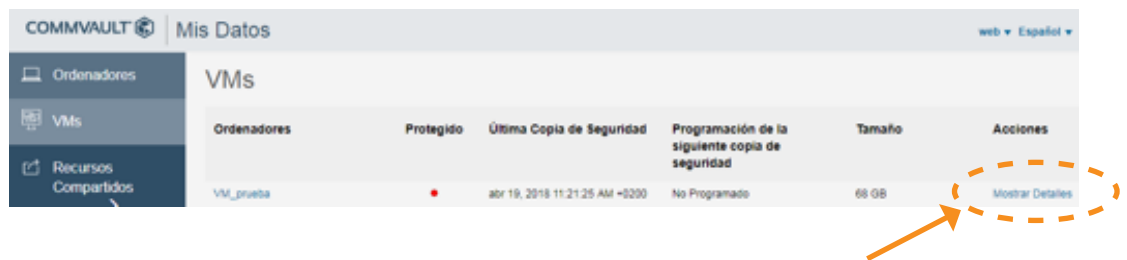 COMMVAULT Mis Datos web Español
Ordenadores
VMs
Recursos
Compartidos
VMs
Ordenadores Protegido Última Copia de Seguridad Programación de la siguiente copia de seguridad Tamaño Acciones
VM_prueba abr 19, 2018 11:21:25 AM +0200 No Programado 68 GB Mostrar Detalles